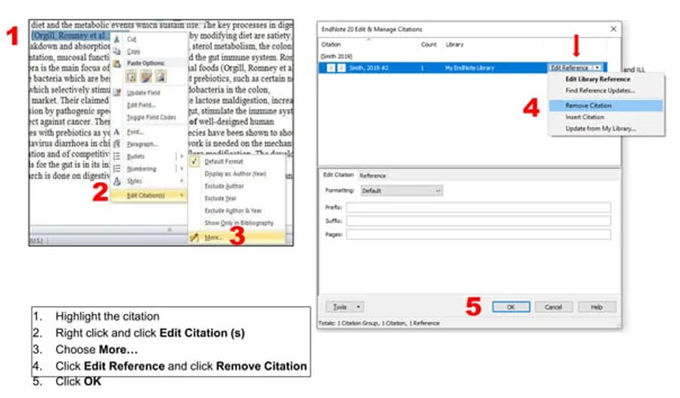 diet and the metabolic events which sustain life. The key processes in dige
1
(Orgill, Romney et al.
by modifying diet are satiety,
akdown and absorption
sterol metabolism, the colon
ntation, mucosal functi
d the gut immune system. Ro
ora is the main focus of
al foods (Orgill, Romney et a
e bacteria which are be
t prebiotics, such as certain n
which selectively stimu
dobacteria in the colon,
market. Their claimed
e lactose maldigestion, increa
sion by pathogenic spe
ut, stimulate the immune syst
ect against cancer. The
of well-designed human
es with prebiotics as ye
ecies have been shown to sho
tavirus diarrhoea in chi
work is needed on the mechan
ation and of competitiv
s for the gut is in its in
arch is done on digestiv
Cut
Copy
Paste Options:
A
Update Field
Edit Field...
Toggle Field Codes
Font...
Paragraph...
Bullets
Numbering
Styles
2
Edit Citation(s)
Default Format
Display as: Author (Year)
Exclude Author
Exclude Year
Exclude Author & Year
Show Only in Bibliography
3
More...
(U.S.)
EndNote 20 Edit & Manage Citations
Citation Count Library
(Smith 2019)
Smith, 2019 #2 1 My EndNote Library
Edit Reference
and ILL
4
Edit Library Reference
Find Reference Updates...
Remove Citation
Insert Citation
Update from My Library...
Edit Citation Reference
Formatting: Default
Prefix:
Suffix:
Pages:
Tools
5
OK Cancel Help
Totals: 1 Citation Group, 1 Citation, 1 Reference
1. Highlight the citation
2. Right click and click Edit Citation (s)
3. Choose More…
4. Click Edit Reference and click Remove Citation
5. Click OK